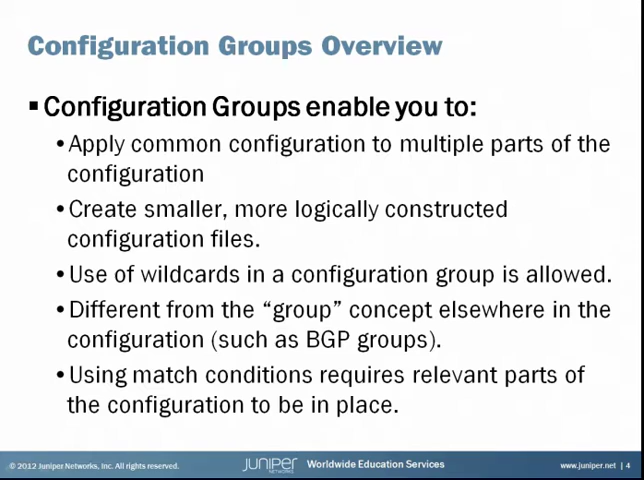 Configuration Groups Overview
▪ Configuration Groups enable you to:
• Apply common configuration to multiple parts of the
configuration
• Create smaller, more logically constructed
configuration files.
• Use of wildcards in a configuration group is allowed.
• Different from the “group” concept elsewhere in the
configuration (such as BGP groups).
• Using match conditions requires relevant parts of
the configuration to be in place.
© 2012 Juniper Networks, Inc. All rights reserved. JUNIPER NETWORKS Worldwide Education Services www.juniper.net | 4